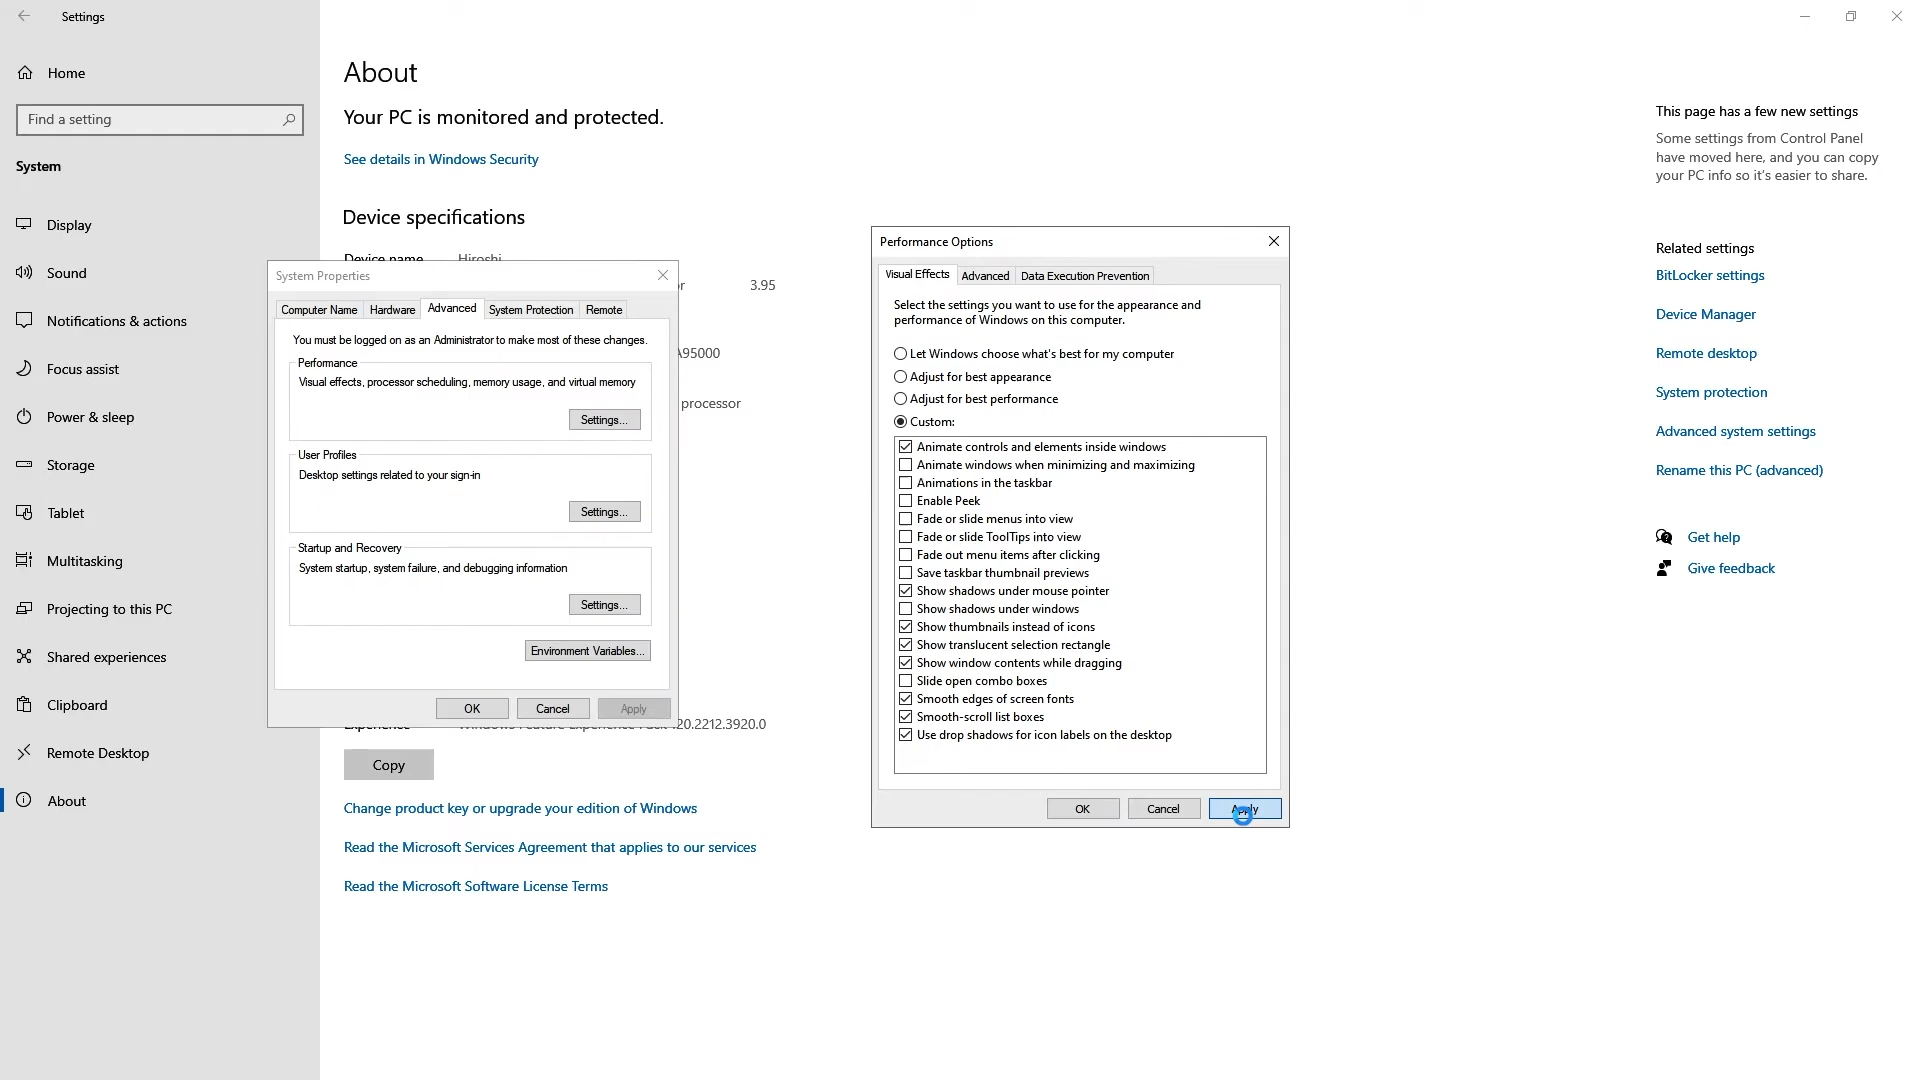 Settings
Home
Find a setting
System
Display
Sound
Notifications & actions
Focus assist
Power & sleep
Storage
Tablet
Multitasking
Projecting to this PC
Shared experiences
Clipboard
Remote Desktop
About
About
Your PC is monitored and protected.
See details in Windows Security
Device specifications
Device name Hiroshi
3.95
A95000
processor
System Properties
Computer Name
Hardware
Advanced
System Protection
Remote
You must be logged on as an Administrator to make most of these changes.
Performance
Visual effects, processor scheduling, memory usage, and virtual memory
Settings...
User Profiles
Desktop settings related to your sign-in
Settings...
Startup and Recovery
System startup, system failure, and debugging information
Settings...
Environment Variables...
OK
Cancel
Apply
Experience Windows Feature Experience Pack 120.2212.3920.0
Copy
Change product key or upgrade your edition of Windows
Read the Microsoft Services Agreement that applies to our services
Read the Microsoft Software License Terms
Performance Options
Visual Effects
Advanced
Data Execution Prevention
Select the settings you want to use for the appearance and
performance of Windows on this computer.
Let Windows choose what's best for my computer
Adjust for best appearance
Adjust for best performance
Custom:
Animate controls and elements inside windows
Animate windows when minimizing and maximizing
Animations in the taskbar
Enable Peek
Fade or slide menus into view
Fade or slide ToolTips into view
Fade out menu items after clicking
Save taskbar thumbnail previews
Show shadows under mouse pointer
Show shadows under windows
Show thumbnails instead of icons
Show translucent selection rectangle
Show window contents while dragging
Slide open combo boxes
Smooth edges of screen fonts
Smooth-scroll list boxes
Use drop shadows for icon labels on the desktop
OK
Cancel
Apply
This page has a few new settings
Some settings from Control Panel
have moved here, and you can copy
your PC info so it's easier to share.
Related settings
BitLocker settings
Device Manager
Remote desktop
System protection
Advanced system settings
Rename this PC (advanced)
Get help
Give feedback